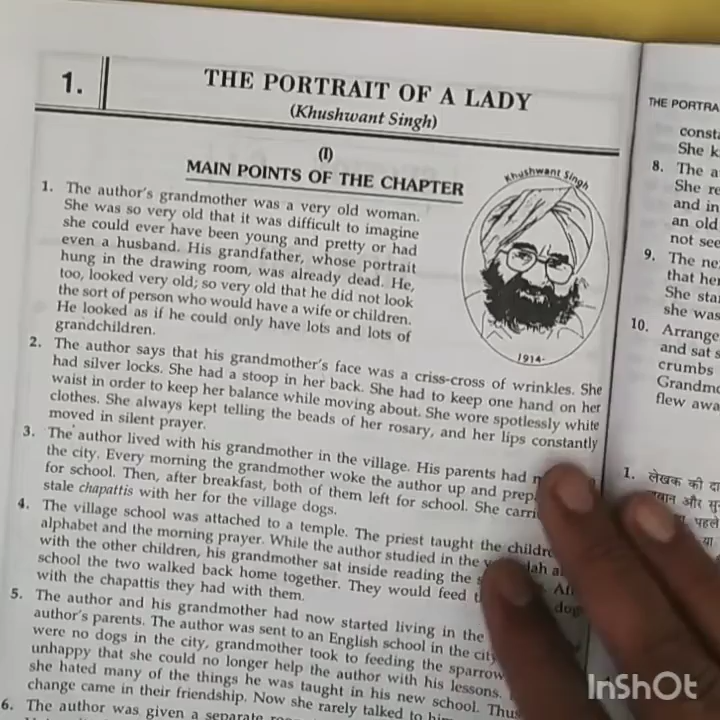 1.
THE PORTRAIT OF A LADY
(Khushwant Singh)
(I)
MAIN POINTS OF THE CHAPTER
Khushwant Singh
1914-
1. The author's grandmother was a very old woman.
She was so very old that it was difficult to imagine
she could ever have been young and pretty or had
even a husband. His grandfather, whose portrait
hung in the drawing room, was already dead. He,
too, looked very old; so very old that he did not look
the sort of person who would have a wife or children.
He looked as if he could only have lots and lots of
grandchildren.
2. The author says that his grandmother's face was a criss-cross of wrinkles. She
had silver locks. She had a stoop in her back. She had to keep one hand on her
waist in order to keep her balance while moving about. She wore spotlessly white
clothes. She always kept telling the beads of her rosary, and her lips constantly
moved in silent prayer.
3. The author lived with his grandmother in the village. His parents had
the city. Every morning the grandmother woke the author up and
for school. Then, after breakfast, both of them left for school. She
stale chapattis with her for the village dogs.
4. The village school was attached to a temple. The priest taught the
alphabet and the morning prayer. While the author studied in the
with the other children, his grandmother sat inside reading the
school the two walked back home together. They would feed
with the chapattis they had with them.
5. The author and his grandmother had now started living in the
author's parents. The author was sent to an English school in the city
were no dogs in the city, grandmother took to feeding the
unhappy that she could no longer help the author with his lessons.
she hated many of the things he was taught in his new school.
change came in their friendship. Now she rarely talked to
6. The author was given a separate
THE PORTRA
She
8. The
She
and in
an old
not
9. The
that her
She
she was
10. Arrange
and sat
crumbs
flew
1. लेखक की
और
पहले
या
InShOt